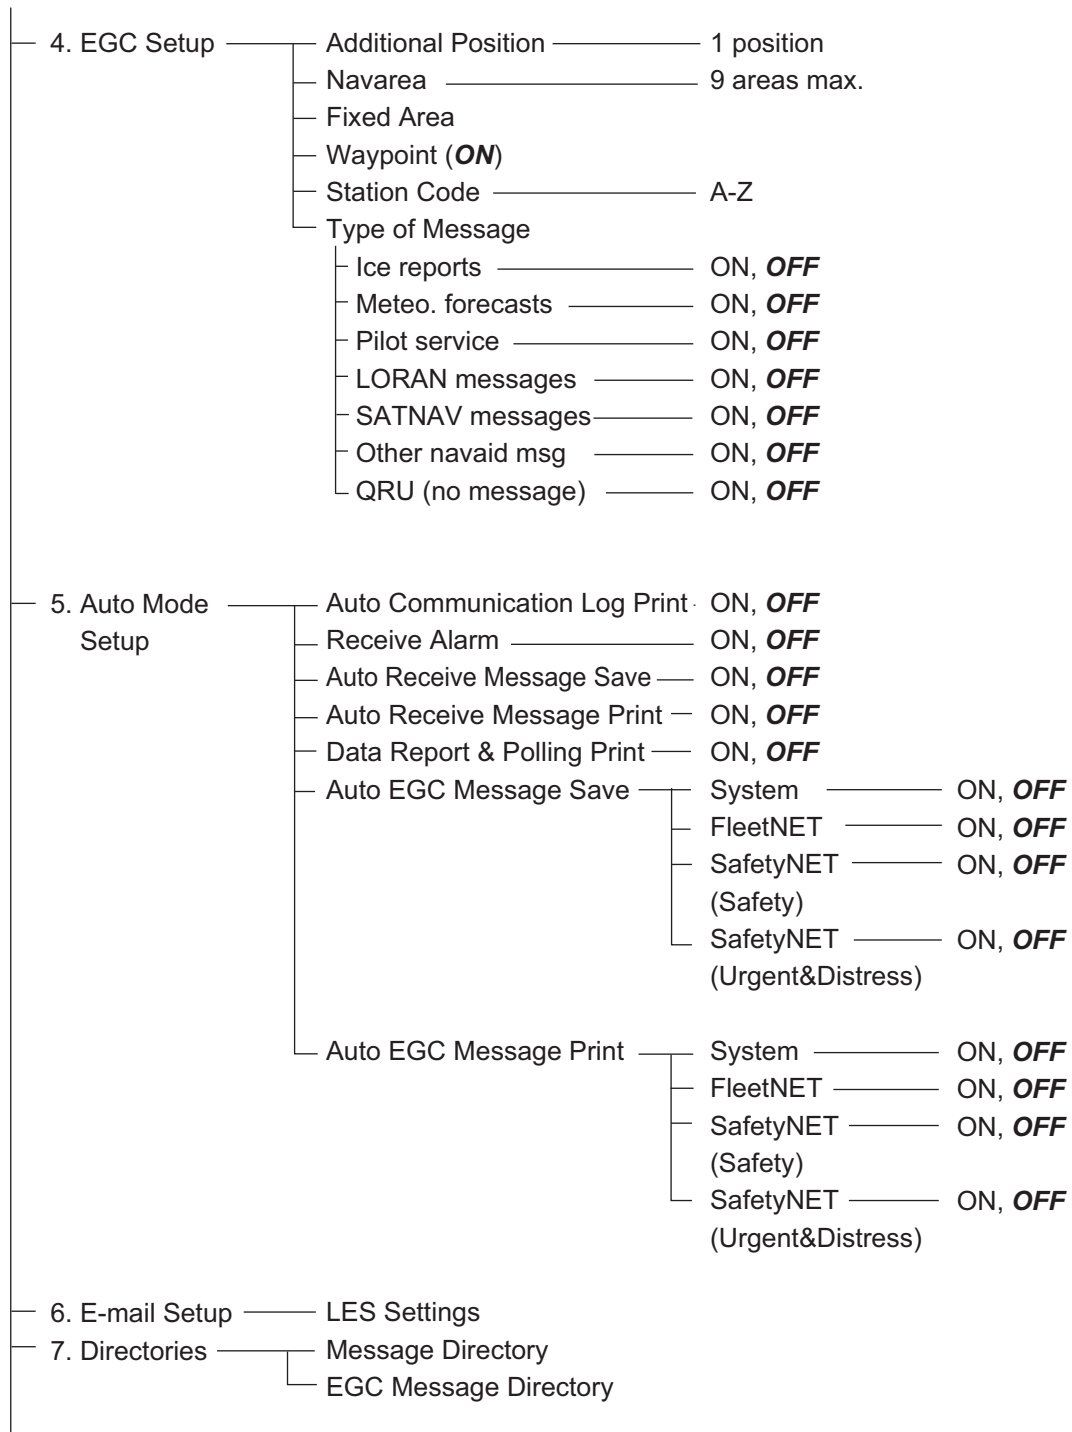 4. EGC Setup Additional Position 1 position
Navarea 9 areas max.
Fixed Area
Waypoint (ON)
Station Code A-Z
Type of Message
Ice reports ON, OFF
Meteo. forecasts ON, OFF
Pilot service ON, OFF
LORAN messages ON, OFF
SATNAV messages ON, OFF
Other navaid msg ON, OFF
QRU (no message) ON, OFF
5. Auto Mode Auto Communication Log Print ON, OFF
Setup Receive Alarm ON, OFF
Auto Receive Message Save ON, OFF
Auto Receive Message Print ON, OFF
Data Report & Polling Print ON, OFF
Auto EGC Message Save System ON, OFF
FleetNET ON, OFF
SafetyNET ON, OFF
(Safety)
SafetyNET ON, OFF
(Urgent&Distress)
Auto EGC Message Print System ON, OFF
FleetNET ON, OFF
SafetyNET ON, OFF
(Safety)
SafetyNET ON, OFF
(Urgent&Distress)
6. E-mail Setup LES Settings
7. Directories Message Directory
EGC Message Directory